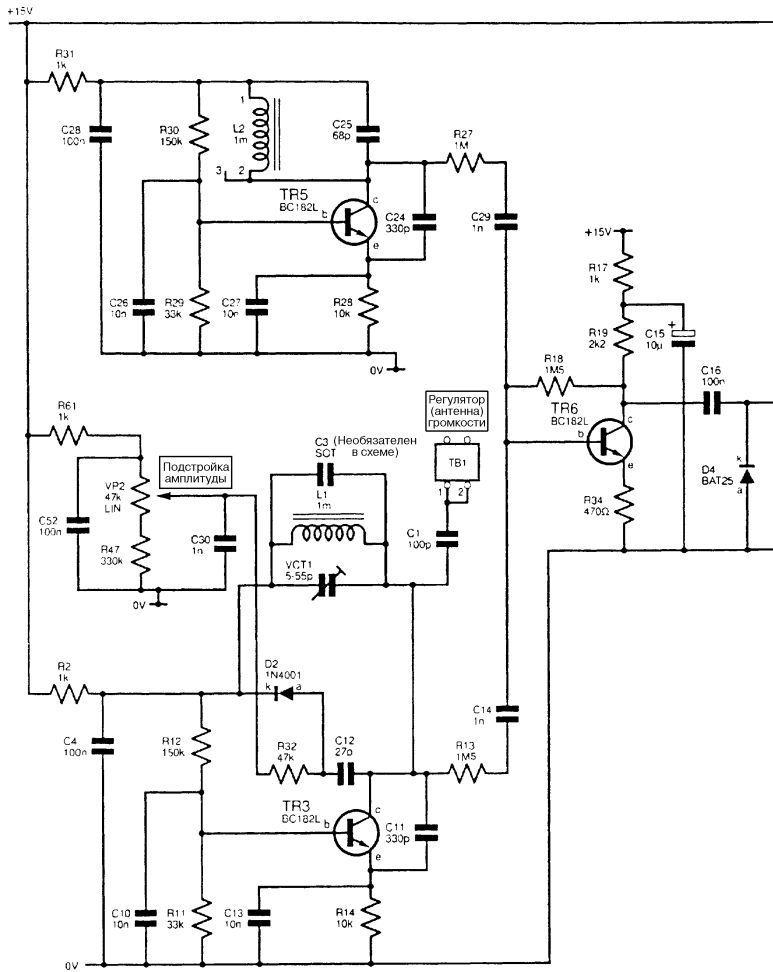 +15V
R31
1k
C28
100n
R30
150k
1
L2
1m
3
2
C25
68p
R27
1M
TR5
BC182L
b
c
e
C24
330p
C29
1n
C26
10n
R29
33k
C27
10n
R28
10k
0V
+15V
R17
1k
R19
2k2
C15
10µ
+
R18
1M5
C16
100n
TR6
BC182L
b
c
e
D4
BAT25
k
a
R34
470Ω
R61
1k
VP2
47k
LIN
Подстройка
амплитуды
C52
100n
R47
330k
C30
1n
0V
Регулятор
(антенна)
громкости
TB1
1
2
C3
SOT
(Необязателен
в схеме)
L1
1m
VCT1
5-55p
C1
100p
R2
1k
D2
1N4001
k
a
C4
100n
R12
150k
R32
47k
C12
27p
R13
1M5
C14
1n
TR3
BC182L
b
c
e
C11
330p
C10
10n
R11
33k
C13
10n
R14
10k
0V